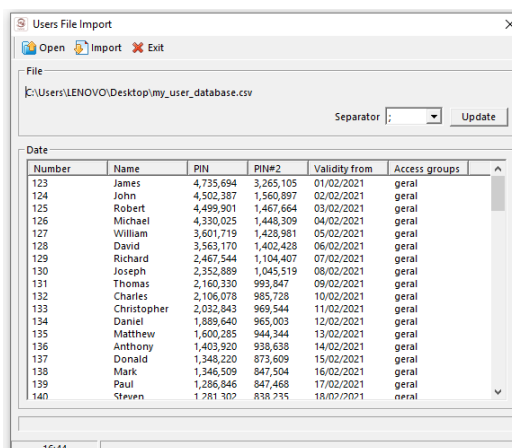 Users File Import
Open Import Exit
File
C:\Users\LENOVO\Desktop\my_user_database.csv
Separator ; Update
Date
Number Name PIN PIN#2 Validity from Access groups
123 James 4,735,694 3,265,105 01/02/2021 geral
124 John 4,502,387 1,560,897 02/02/2021 geral
125 Robert 4,499,901 1,467,664 03/02/2021 geral
126 Michael 4,330,025 1,448,309 04/02/2021 geral
127 William 3,601,719 1,428,981 05/02/2021 geral
128 David 3,563,170 1,402,428 06/02/2021 geral
129 Richard 2,467,544 1,104,407 07/02/2021 geral
130 Joseph 2,352,889 1,045,519 08/02/2021 geral
131 Thomas 2,160,330 993,847 09/02/2021 geral
132 Charles 2,106,078 985,728 10/02/2021 geral
133 Christopher 2,032,843 969,544 11/02/2021 geral
134 Daniel 1,889,640 965,003 12/02/2021 geral
135 Matthew 1,600,285 944,344 13/02/2021 geral
136 Anthony 1,403,920 938,638 14/02/2021 geral
137 Donald 1,348,220 873,609 15/02/2021 geral
138 Mark 1,346,509 847,504 16/02/2021 geral
139 Paul 1,286,846 847,468 17/02/2021 geral
140 Steven 1,281,302 838,235 18/02/2021 geral
16:44